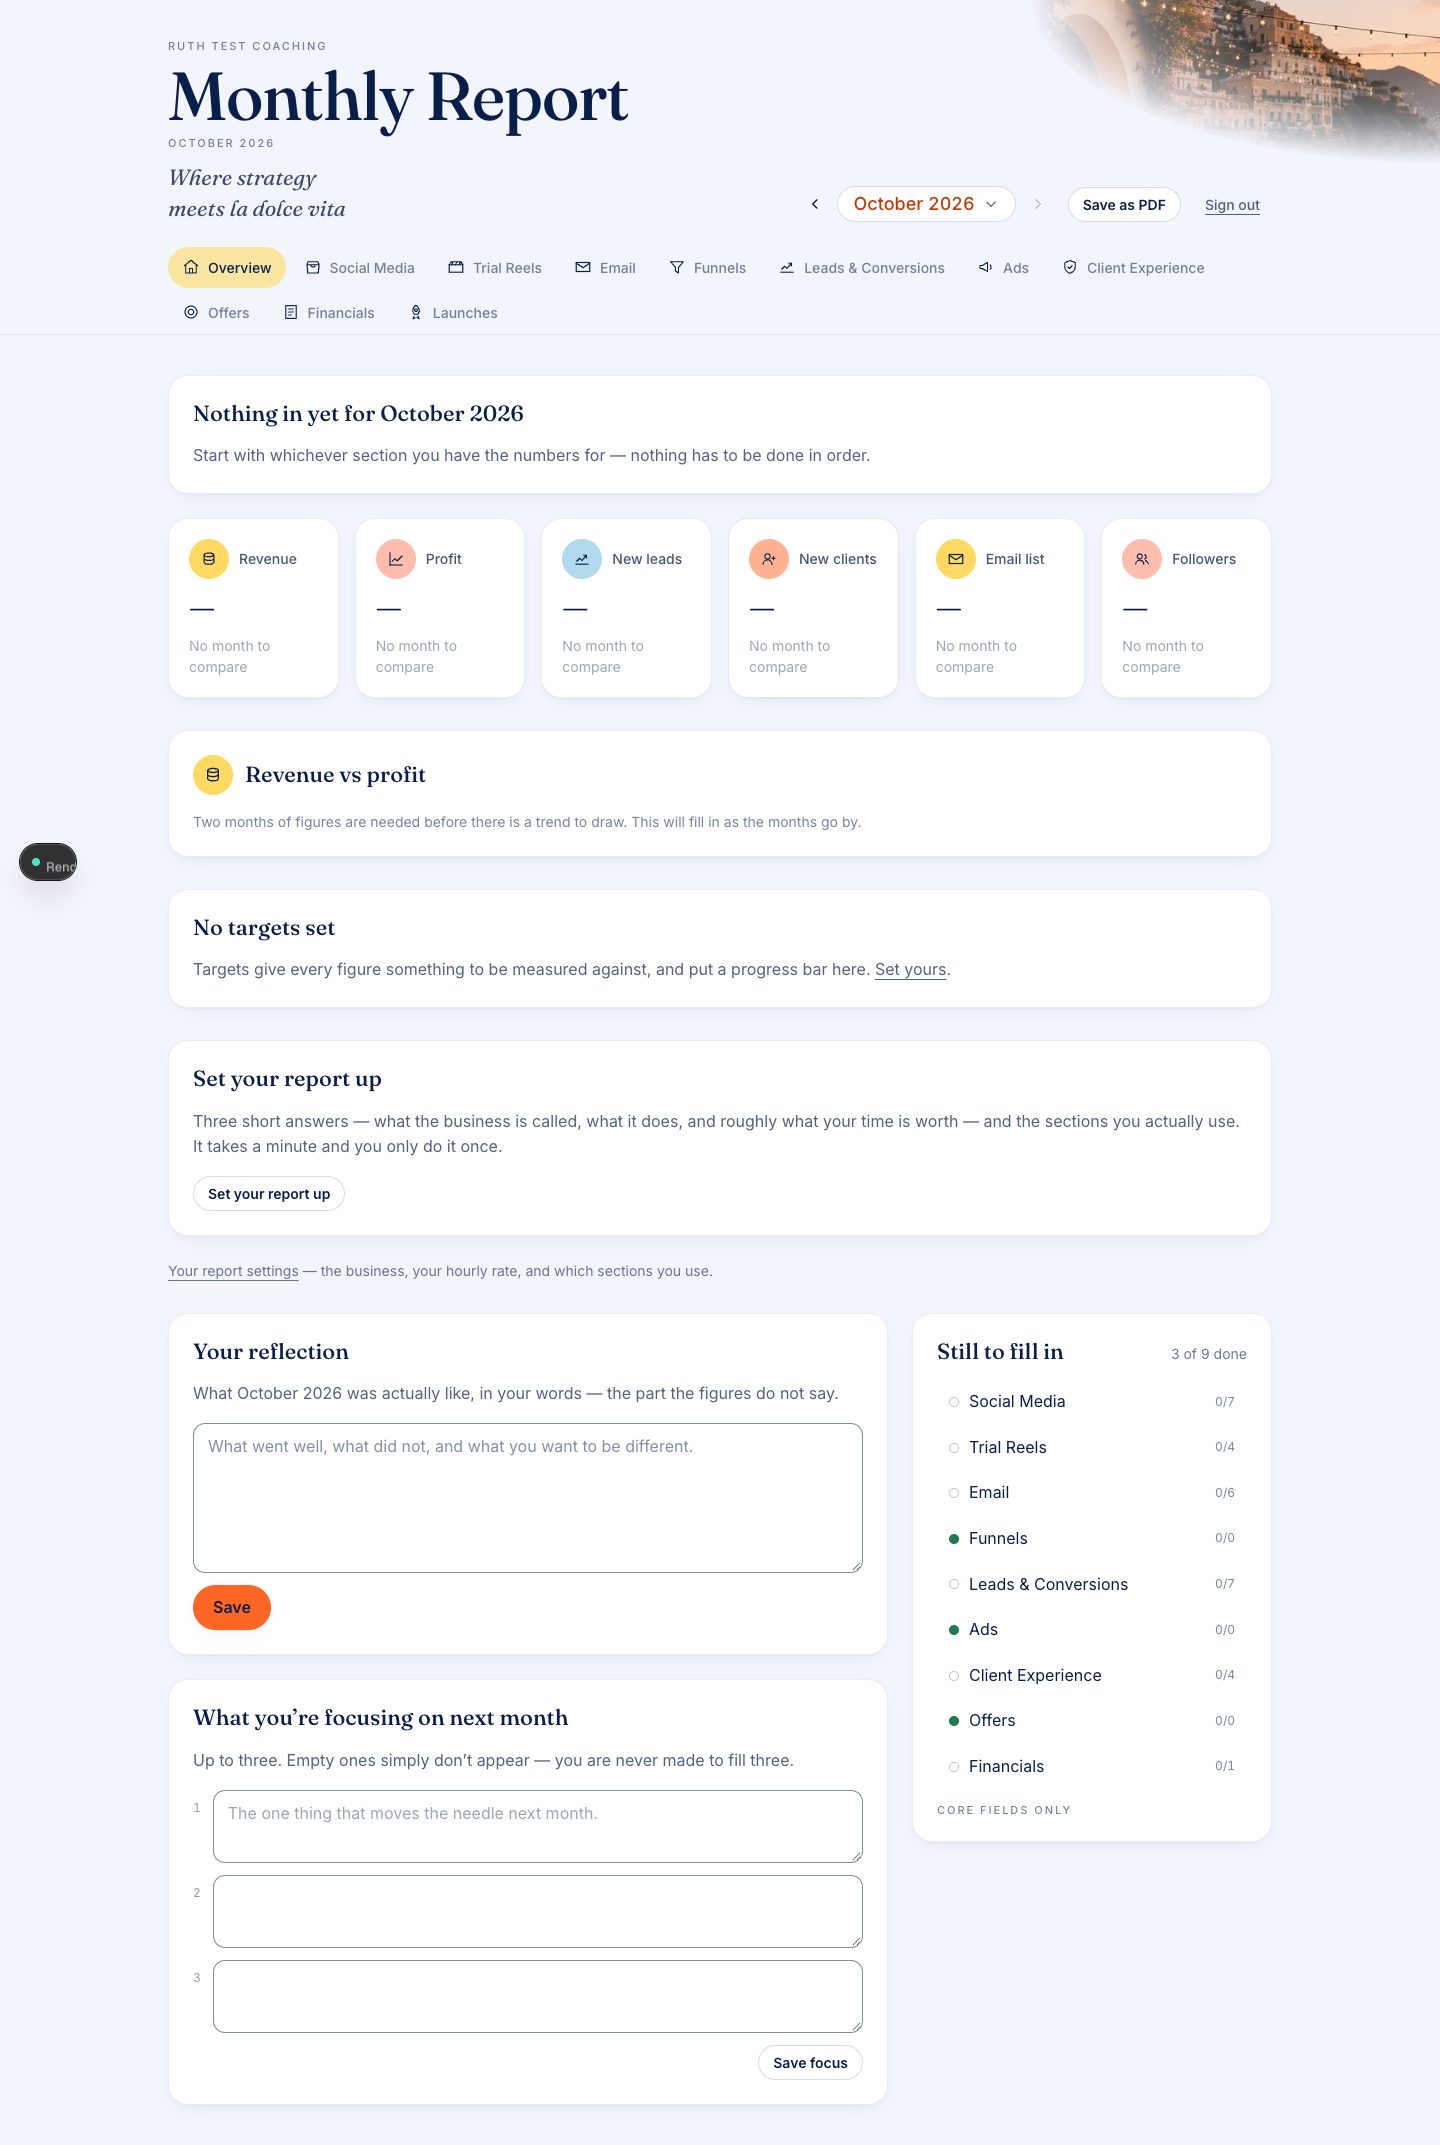 RUTH TEST COACHING
Monthly Report
OCTOBER 2026
Where strategy
meets la dolce vita
October 2026
Save as PDF
Sign out
Overview
Social Media
Trial Reels
Email
Funnels
Leads & Conversions
Ads
Client Experience
Offers
Financials
Launches
Nothing in yet for October 2026
Start with whichever section you have the numbers for — nothing has to be done in order.
Revenue
—
No month to
compare
Profit
—
No month to
compare
New leads
—
No month to
compare
New clients
—
No month to
compare
Email list
—
No month to
compare
Followers
—
No month to
compare
Revenue vs profit
Two months of figures are needed before there is a trend to draw. This will fill in as the months go by.
No targets set
Targets give every figure something to be measured against, and put a progress bar here. Set yours.
Set your report up
Three short answers — what the business is called, what it does, and roughly what your time is worth — and the sections you actually use.
It takes a minute and you only do it once.
Set your report up
Your report settings — the business, your hourly rate, and which sections you use.
Your reflection
What October 2026 was actually like, in your words — the part the figures do not say.
What went well, what did not, and what you want to be different.
Save
What you’re focusing on next month
Up to three. Empty ones simply don’t appear — you are never made to fill three.
1
The one thing that moves the needle next month.
2
3
Save focus
Still to fill in
3 of 9 done
Social Media 0/7
Trial Reels 0/4
Email 0/6
Funnels 0/0
Leads & Conversions 0/7
Ads 0/0
Client Experience 0/4
Offers 0/0
Financials 0/1
CORE FIELDS ONLY